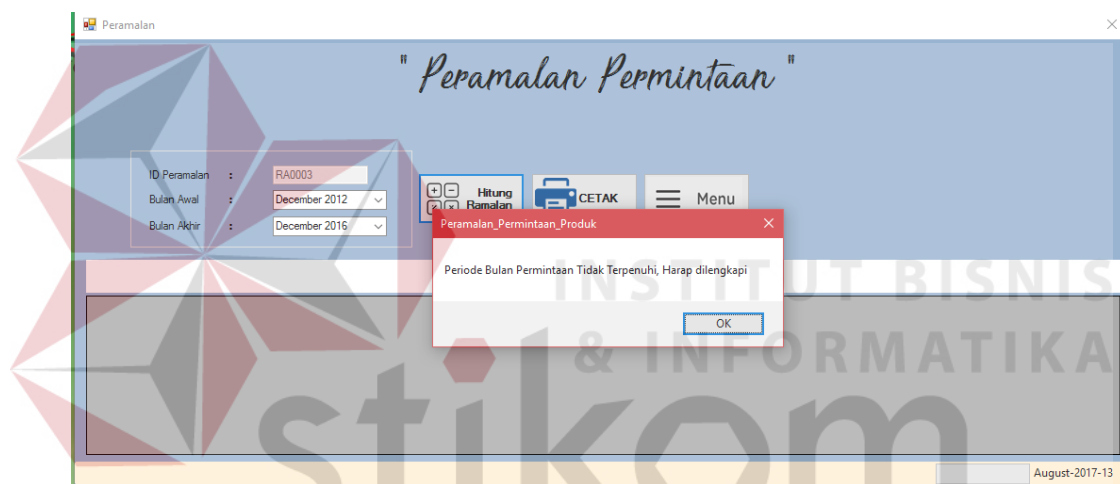 Peramalan
" Peramalan Permintaan "
ID Peramalan : RA0003
Bulan Awal : December 2012
Bulan Akhir : December 2016
Hitung
Ramalan
CETAK
Menu
Peramalan_Permintaan_Produk
Periode Bulan Permintaan Tidak Terpenuhi, Harap dilengkapi
OK
INSTITUT BISNIS
& INFORMATIKA
stikom
August-2017-13